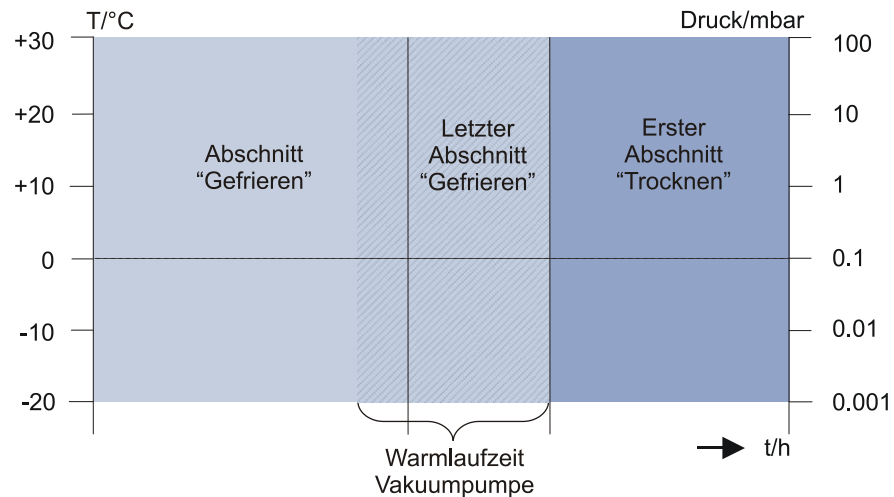 T/°C
Druck/mbar
+30
100
+20
10
Abschnitt
“Gefrieren”
Letzter
Abschnitt
“Gefrieren”
Erster
Abschnitt
“Trocknen”
+10
1
0
0.1
-10
0.01
-20
0.001
t/h
Warmlaufzeit
Vakuumpumpe